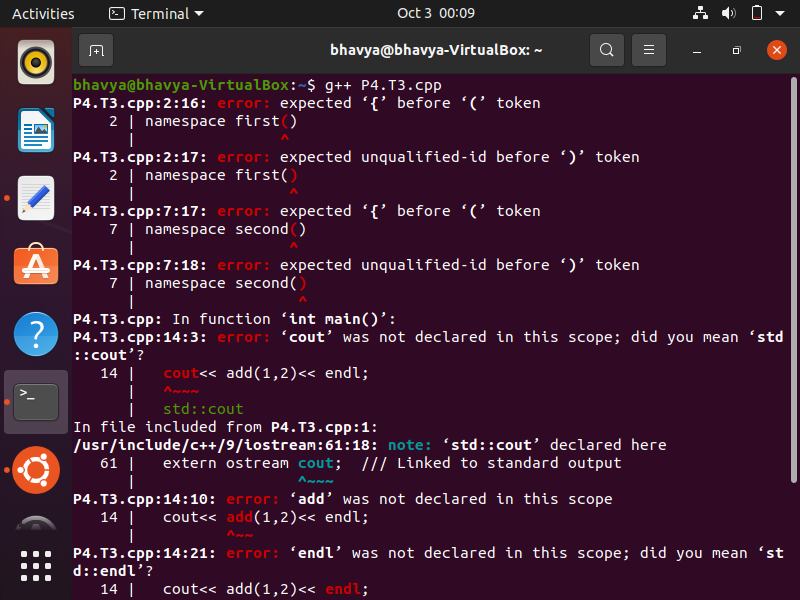 Activities
Terminal
Oct 3 00:09
bhavya@bhavya-VirtualBox: ~
bhavya@bhavya-VirtualBox:~$ g++ P4.T3.cpp
P4.T3.cpp:2:16: error: expected ‘{’ before ‘(’ token
2 | namespace first()
| ^
P4.T3.cpp:2:17: error: expected unqualified-id before ‘)’ token
2 | namespace first()
| ^
P4.T3.cpp:7:17: error: expected ‘{’ before ‘(’ token
7 | namespace second()
| ^
P4.T3.cpp:7:18: error: expected unqualified-id before ‘)’ token
7 | namespace second()
| ^
P4.T3.cpp: In function ‘int main()’:
P4.T3.cpp:14:3: error: ‘cout’ was not declared in this scope; did you mean ‘std
::cout’?
14 | cout<< add(1,2)<< endl;
| ^~~~
| std::cout
In file included from P4.T3.cpp:1:
/usr/include/c++/9/iostream:61:18: note: ‘std::cout’ declared here
61 | extern ostream cout; /// Linked to standard output
| ^~~~
P4.T3.cpp:14:10: error: ‘add’ was not declared in this scope
14 | cout<< add(1,2)<< endl;
| ^~~
P4.T3.cpp:14:21: error: ‘endl’ was not declared in this scope; did you mean ‘st
d::endl’?
14 | cout<< add(1,2)<< endl;